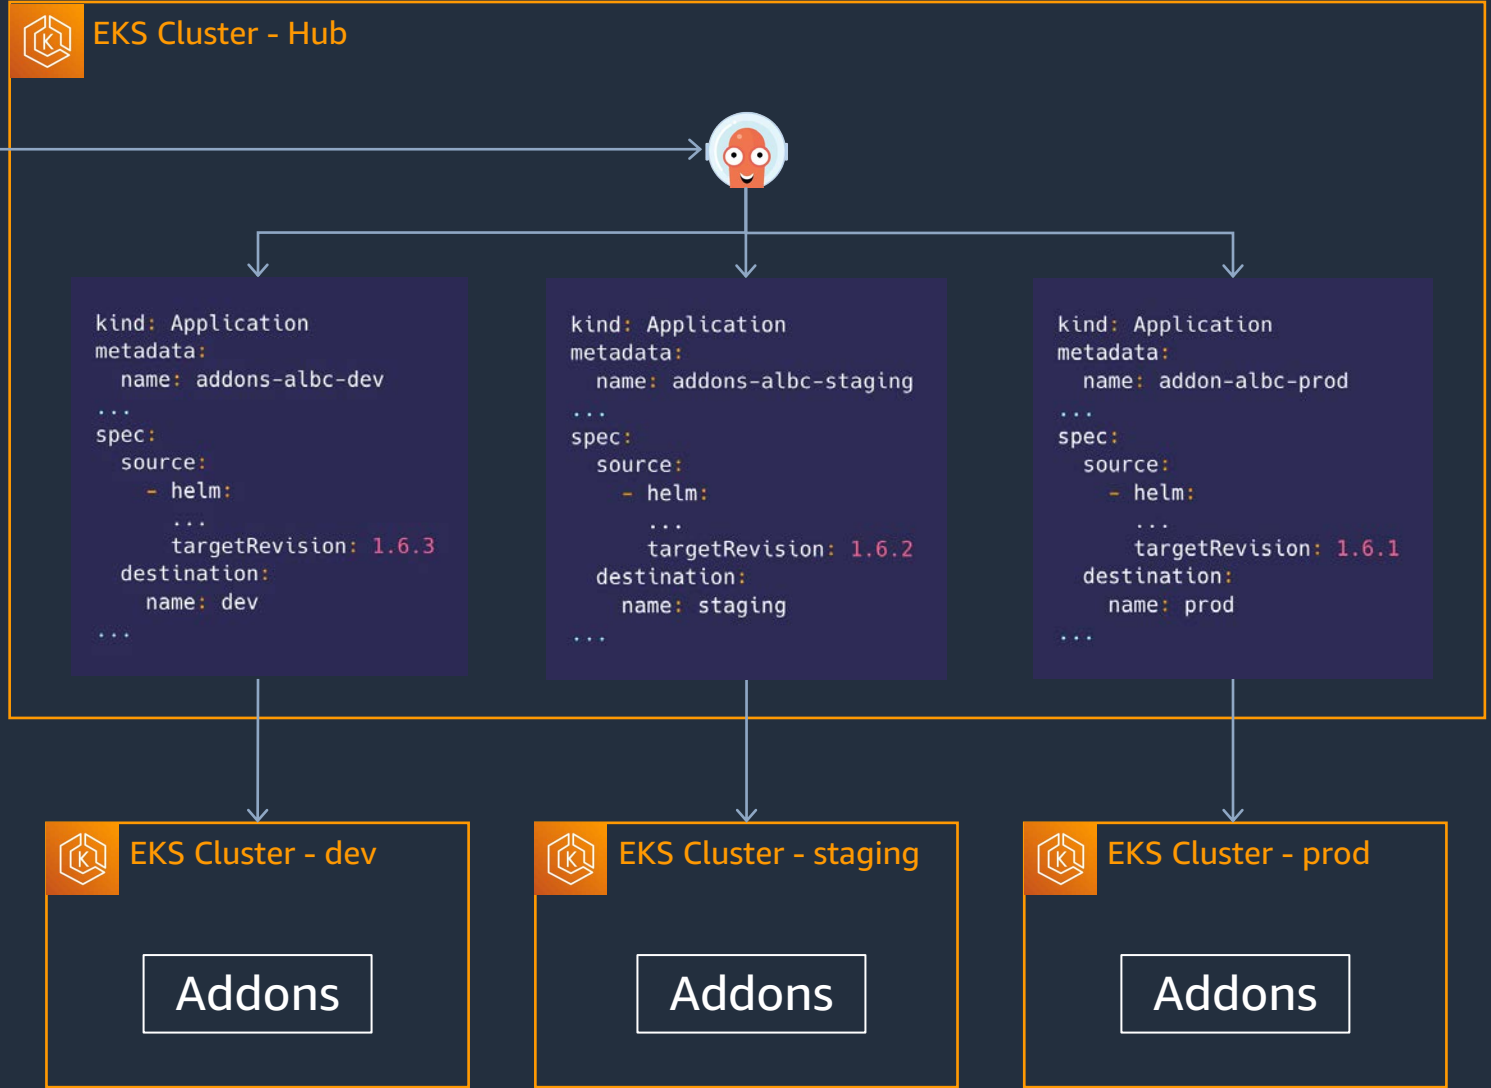 EKS Cluster - Hub
kind: Application
metadata:
  name: addons-albc-dev
...
spec:
  source:
    - helm:
      ...
      targetRevision: 1.6.3
  destination:
    name: dev
...
kind: Application
metadata:
  name: addons-albc-staging
...
spec:
  source:
    - helm:
      ...
      targetRevision: 1.6.2
  destination:
    name: staging
...
kind: Application
metadata:
  name: addon-albc-prod
...
spec:
  source:
    - helm:
      ...
      targetRevision: 1.6.1
  destination:
    name: prod
...
EKS Cluster - dev
Addons
EKS Cluster - staging
Addons
EKS Cluster - prod
Addons